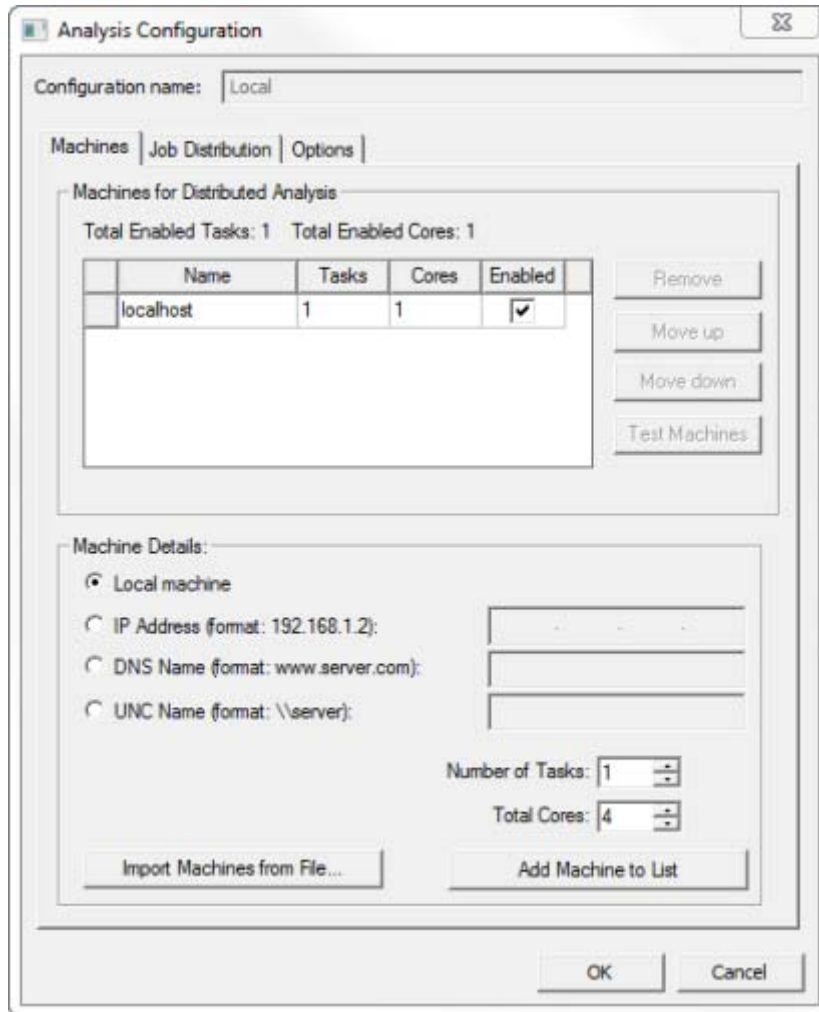 Analysis Configuration
Configuration name: Local
Machines Job Distribution Options
Machines for Distributed Analysis
Total Enabled Tasks: 1 Total Enabled Cores: 1
Name Tasks Cores Enabled
localhost 1 1
Remove
Move up
Move down
Test Machines
Machine Details:
Local machine
IP Address (format: 192.168.1.2): . . .
DNS Name (format: www.server.com):
UNC Name (format: \\server):
Number of Tasks: 1
Total Cores: 4
Import Machines from File... Add Machine to List
OK Cancel